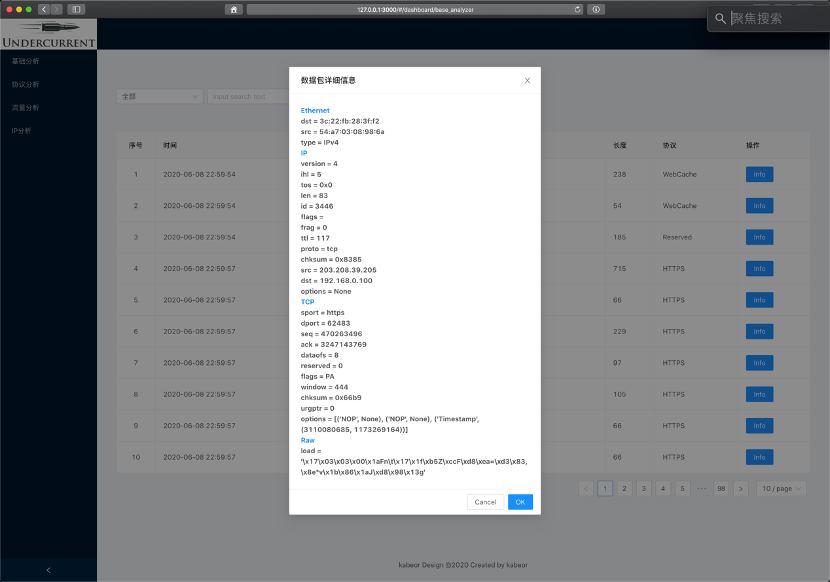 127.0.0.1:3000/#/dashboard/base_analyzer
聚焦搜索
UNDERCURRENT
基础分析
协议分析
流量分析
IP分析
全部
Input search text
序号 时间 长度 协议 操作
1 2020-06-08 22:59:54 238 WebCache Info
2 2020-06-08 22:59:54 54 WebCache Info
3 2020-06-08 22:59:54 185 Reserved Info
4 2020-06-08 22:59:57 715 HTTPS Info
5 2020-06-08 22:59:57 66 HTTPS Info
6 2020-06-08 22:59:57 229 HTTPS Info
7 2020-06-08 22:59:57 97 HTTPS Info
8 2020-06-08 22:59:57 105 HTTPS Info
9 2020-06-08 22:59:57 66 HTTPS Info
10 2020-06-08 22:59:57 66 HTTPS Info
< 1 2 3 4 5 ••• 98 > 10 / page
数据包详细信息
Ethernet
dst = 3c:22:fb:28:3f:f2
src = 54:a7:03:08:98:6a
type = IPv4
IP
version = 4
ihl = 5
tos = 0x0
len = 83
id = 3446
flags =
frag = 0
ttl = 117
proto = tcp
chksum = 0x8385
src = 203.208.39.205
dst = 192.168.0.100
options = None
TCP
sport = https
dport = 62483
seq = 470263496
ack = 3247143769
dataofs = 8
reserved = 0
flags = PA
window = 444
chksum = 0x66b9
urgptr = 0
options = [('NOP', None), ('NOP', None), ('Timestamp',
(3110080685, 1173269164))]
Raw
load =
'\x17\x03\x03\x00\x1aFn\t\x17\x1f\xb5Z\xccF\xd8\xea=\xd3\x83,
\x8e^v\x1b\x86\x1aJ\xd8\x98\x13g'
Cancel OK
kabeor Design ©2020 Created by kabeor